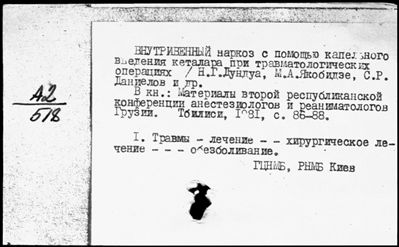 А2
518
ВНУТРИВЕННЫЙ наркоз с помощью капельного
введения кеталара при травматологических
операциях / Н.Г.Дундуа, М.А.Якобидзе, С.Р.
Даниелов и др.
В кн.: Материалы второй республиканской
конференции анестезиологов и реаниматологов
Грузии. Тбилиси, 1981, с. 86-88.
I. Травмы - лечение - - хирургическое ле-
чение - - - обезболивание.
ГЦНМБ, РНМБ Киев